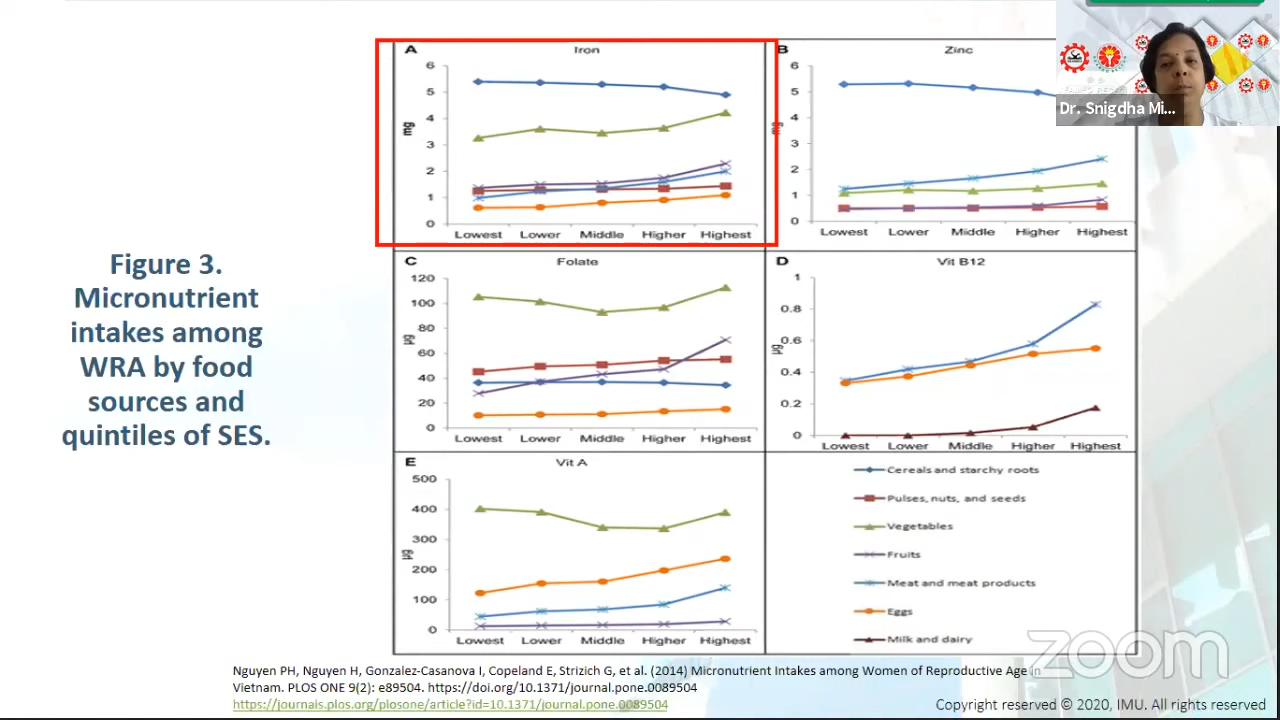 A
Iron
6
5
4
3
2
1
0
mg
Lowest Lower Middle Higher Highest
B
Zinc
6
5
4
3
2
1
0
mg
Lowest Lower Middle Higher Highest
Dr. Snigdha Mi...
Figure 3.
Micronutrient
intakes among
WRA by food
sources and
quintiles of SES.
C
Folate
120
100
80
60
40
20
0
µg
Lowest Lower Middle Higher Highest
D
Vit B12
1
0.8
0.6
0.4
0.2
0
µg
Lowest Lower Middle Higher Highest
E
Vit A
500
400
300
200
100
0
µg
Lowest Lower Middle Higher Highest
Cereals and starchy roots
Pulses, nuts, and seeds
Vegetables
Fruits
Meat and meat products
Eggs
Milk and dairy
zoom
Nguyen PH, Nguyen H, Gonzalez-Casanova I, Copeland E, Strizich G, et al. (2014) Micronutrient Intakes among Women of Reproductive Age in
Vietnam. PLOS ONE 9(2): e89504. https://doi.org/10.1371/journal.pone.0089504
https://journals.plos.org/plosone/article?id=10.1371/journal.pone.0089504
Copyright reserved © 2020, IMU. All rights reserved